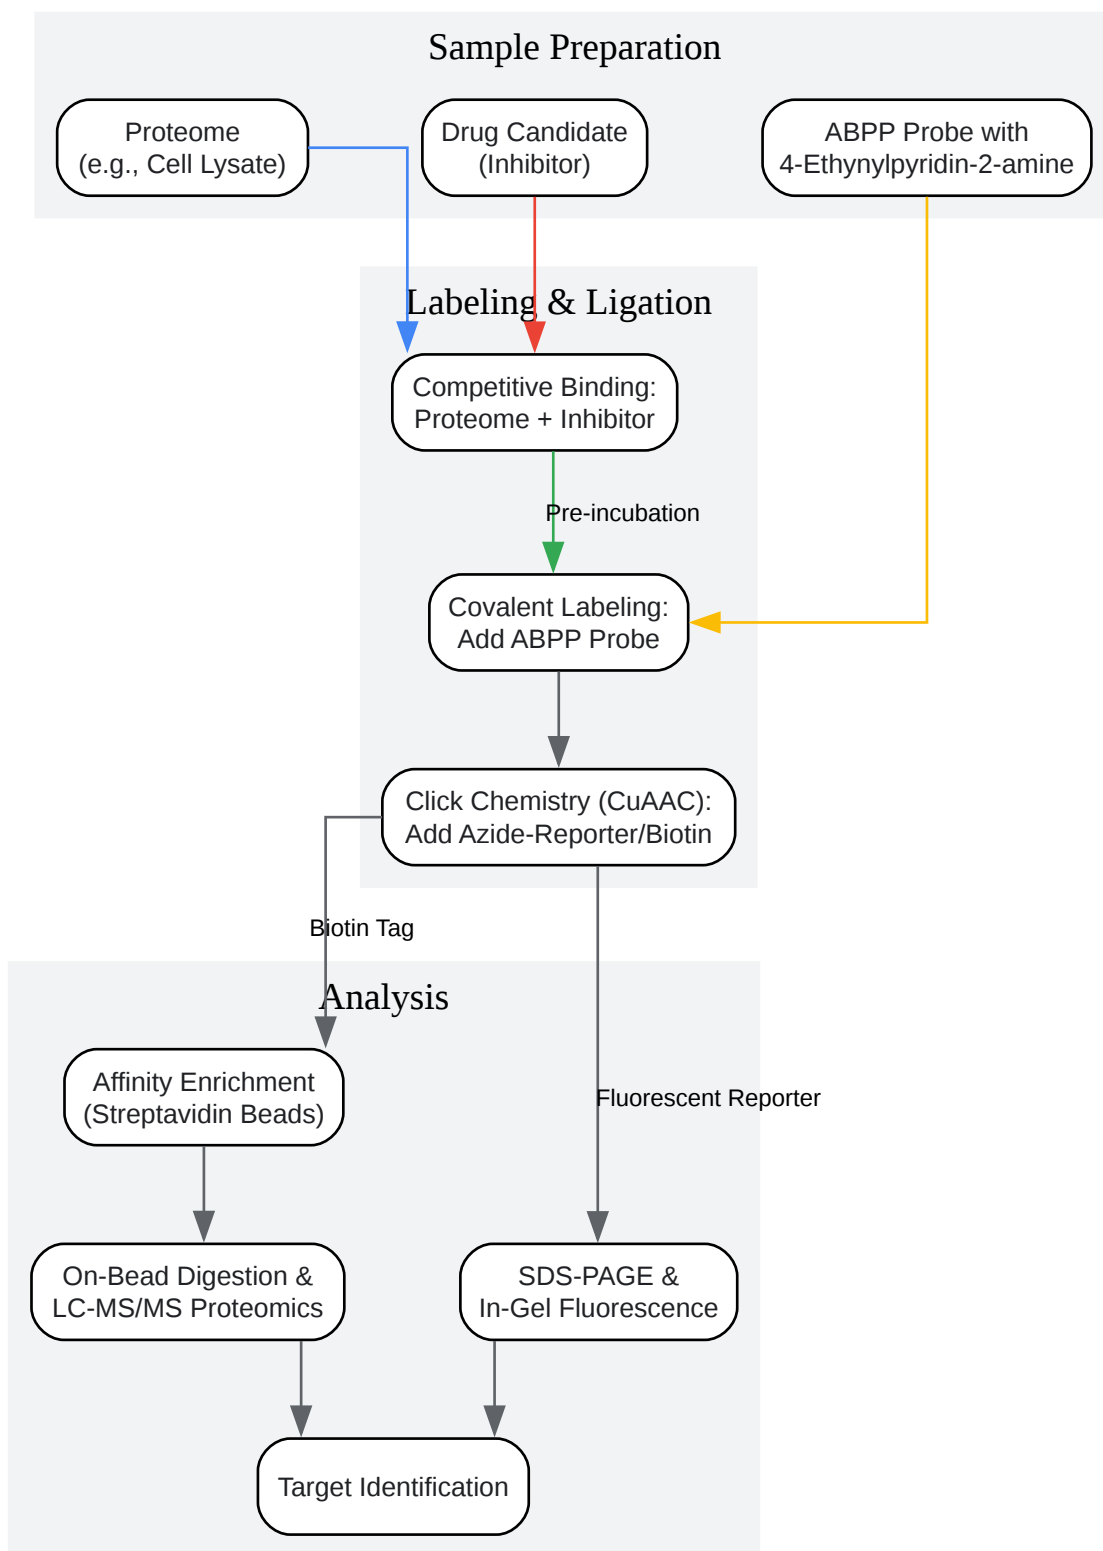 Sample Preparation
Proteome
(e.g., Cell Lysate)
Drug Candidate
(Inhibitor)
ABPP Probe with
4-Ethynylpyridin-2-amine
Labeling & Ligation
Competitive Binding:
Proteome + Inhibitor
Pre-incubation
Covalent Labeling:
Add ABPP Probe
Click Chemistry (CuAAC):
Add Azide-Reporter/Biotin
Biotin Tag
Analysis
Affinity Enrichment
(Streptavidin Beads)
Fluorescent Reporter
On-Bead Digestion &
LC-MS/MS Proteomics
SDS-PAGE &
In-Gel Fluorescence
Target Identification